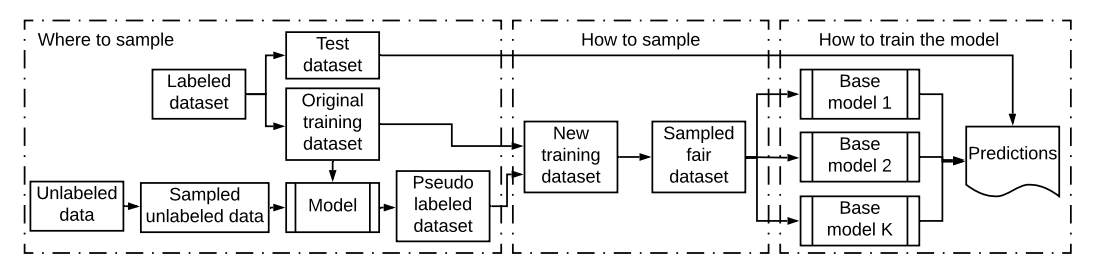 Where to sample
Test
dataset
Labeled
dataset
Original
training
dataset
Unlabeled
data
Sampled
unlabeled data
Model
Pseudo
labeled
dataset
How to sample
New
training
dataset
Sampled
fair
dataset
How to train the model
Base
model 1
Base
model 2
Base
model K
Predictions